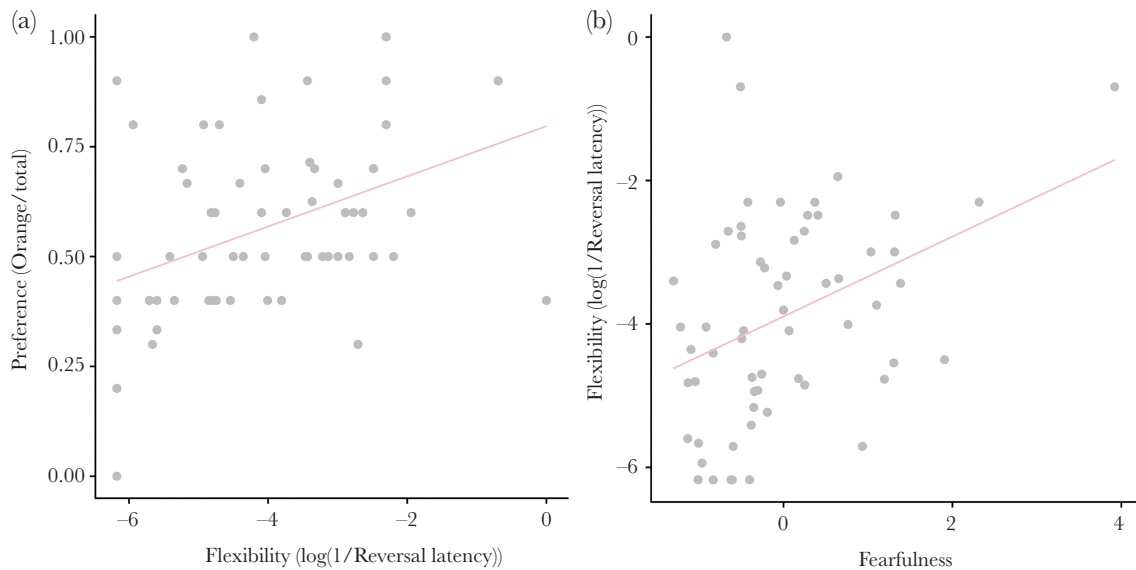 (a)
1.00
0.75
0.50
0.25
0.00
Preference (Orange/total)
–6
–4
–2
0
Flexibility (log(1/Reversal latency))
(b)
0
–2
–4
–6
Flexibility (log(1/Reversal latency))
0
2
4
Fearfulness